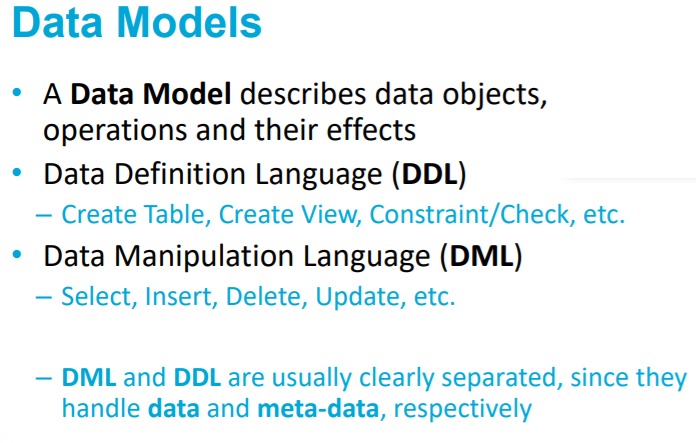 Data Models
• A Data Model describes data objects,
operations and their effects
• Data Definition Language (DDL)
– Create Table, Create View, Constraint/Check, etc.
• Data Manipulation Language (DML)
– Select, Insert, Delete, Update, etc.
– DML and DDL are usually clearly separated, since they
handle data and meta-data, respectively